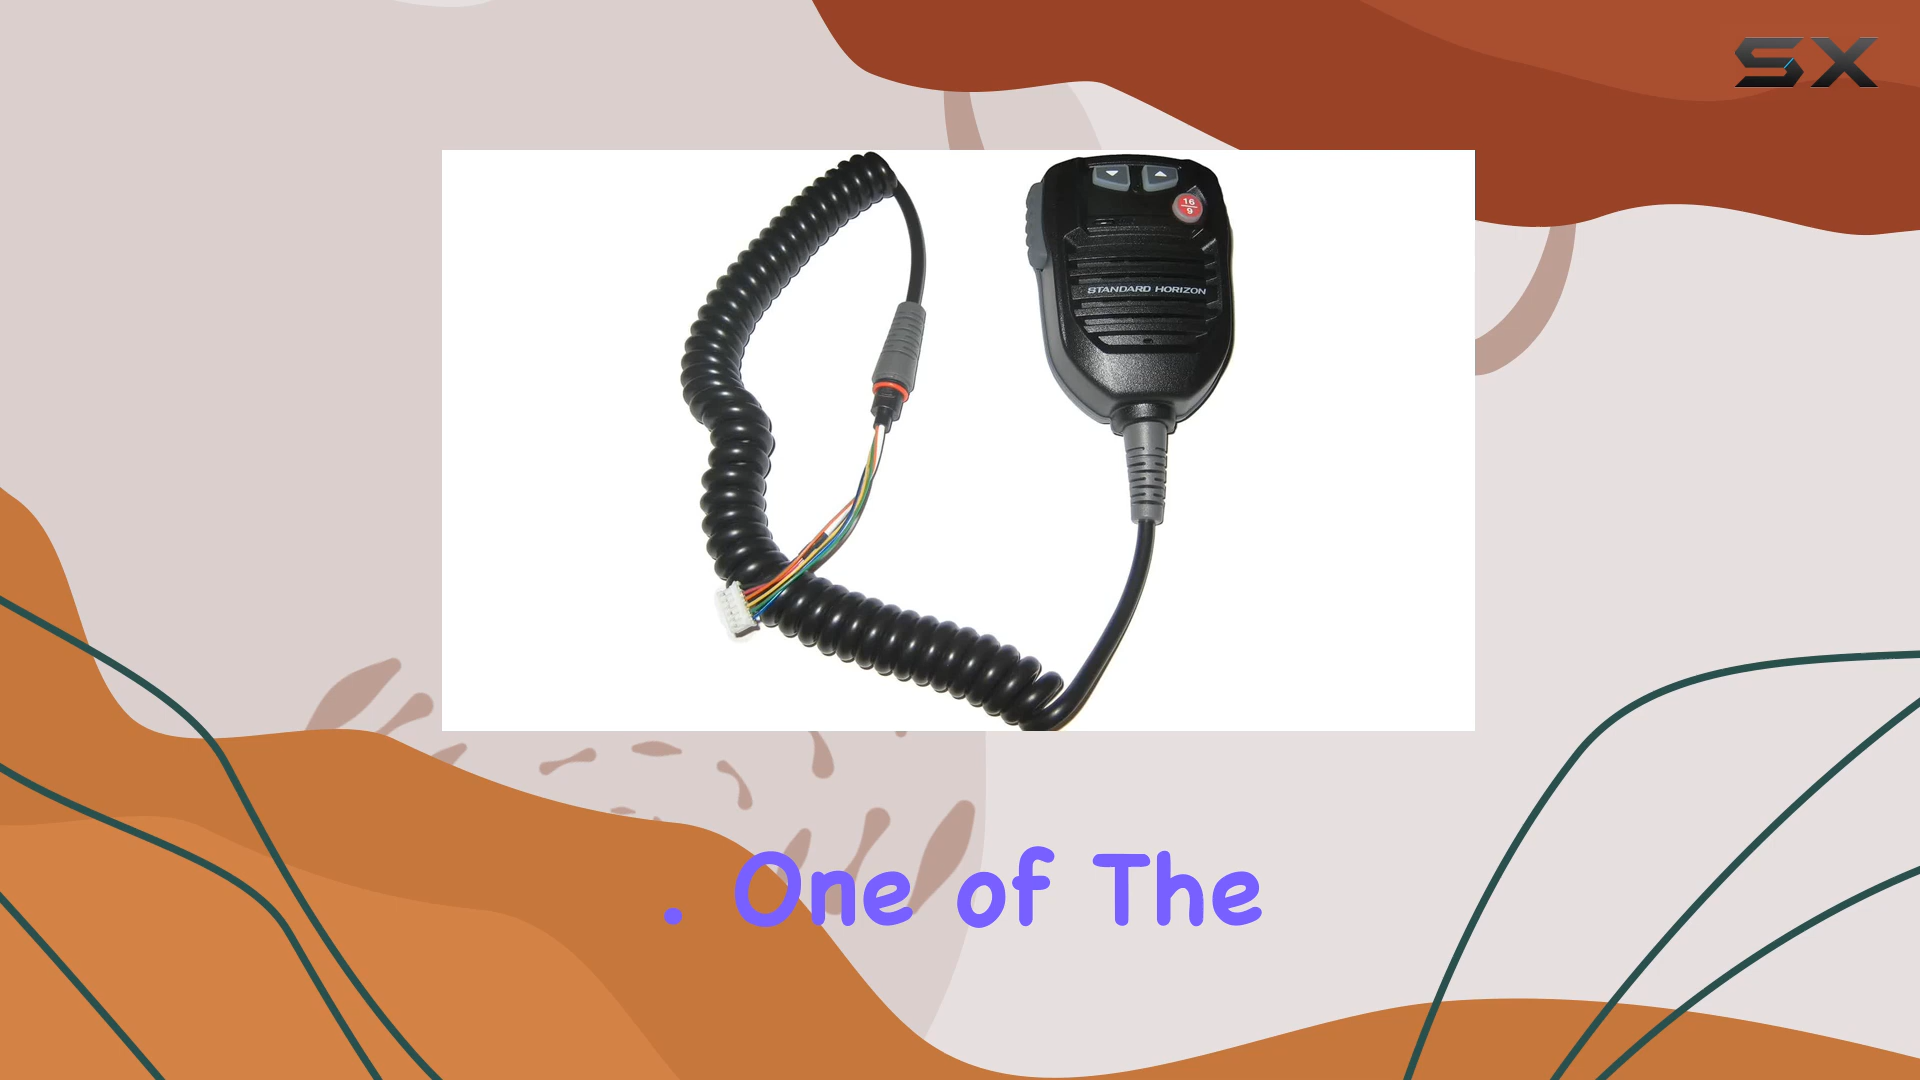 SX
16
9
STANDARD HORIZON
. One of The